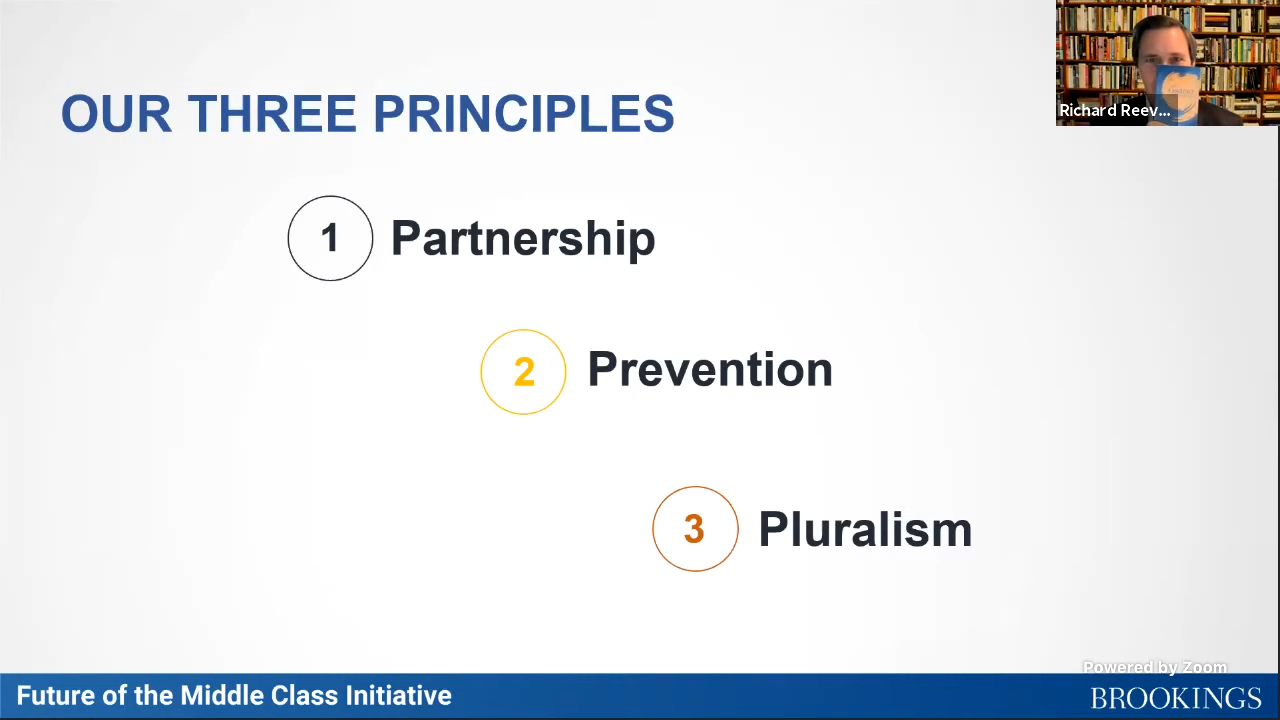 OUR THREE PRINCIPLES
Richard Reev...
1 Partnership
2 Prevention
3 Pluralism
Powered by Zoom
Future of the Middle Class Initiative
BROOKINGS